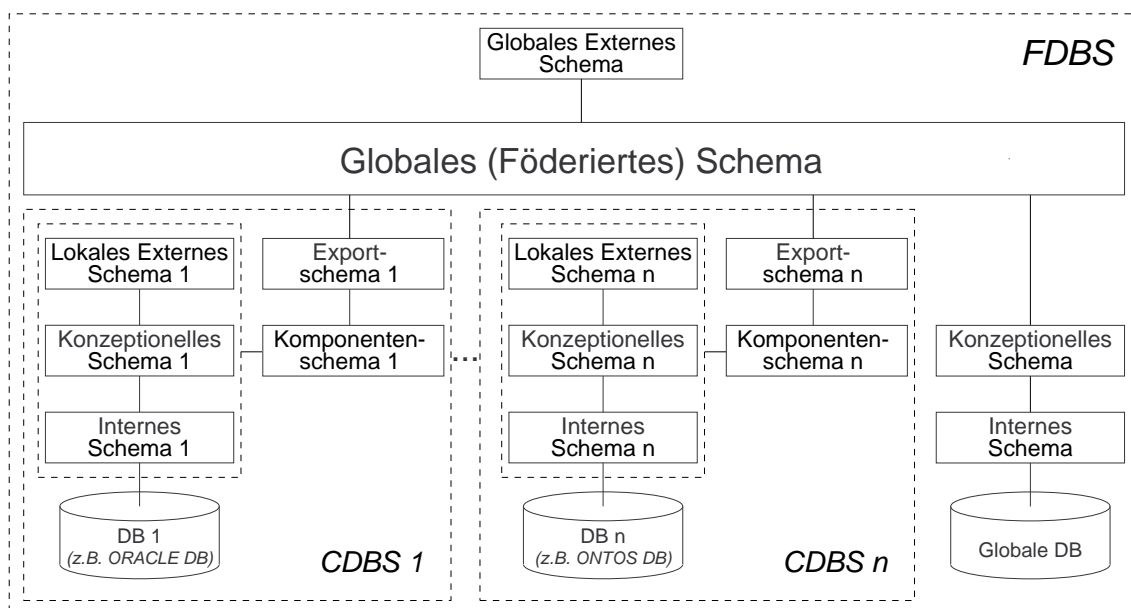 Globales Externes
Schema
FDBS
Globales (Föderiertes) Schema
Lokales Externes
Schema 1
Export-
schema 1
Konzeptionelles
Schema 1
Komponenten-
schema 1
Internes
Schema 1
DB 1
(z.B. ORACLE DB)
CDBS 1
...
Lokales Externes
Schema n
Export-
schema n
Konzeptionelles
Schema n
Komponenten-
schema n
Internes
Schema n
DB n
(z.B. ONTOS DB)
CDBS n
Konzeptionelles
Schema
Internes
Schema
Globale DB